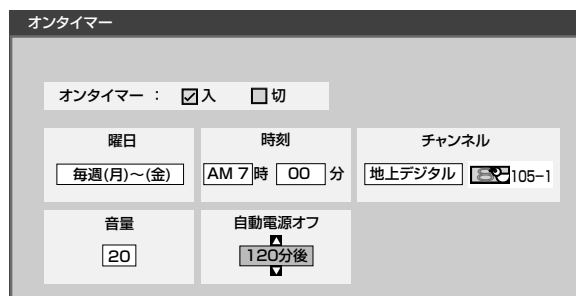 オンタイマー
オンタイマー : 入 切
曜日
毎週(月)~(金)
時刻
AM 7 時 00 分
チャンネル
地上デジタル 105-1
音量
20
自動電源オフ
120分後